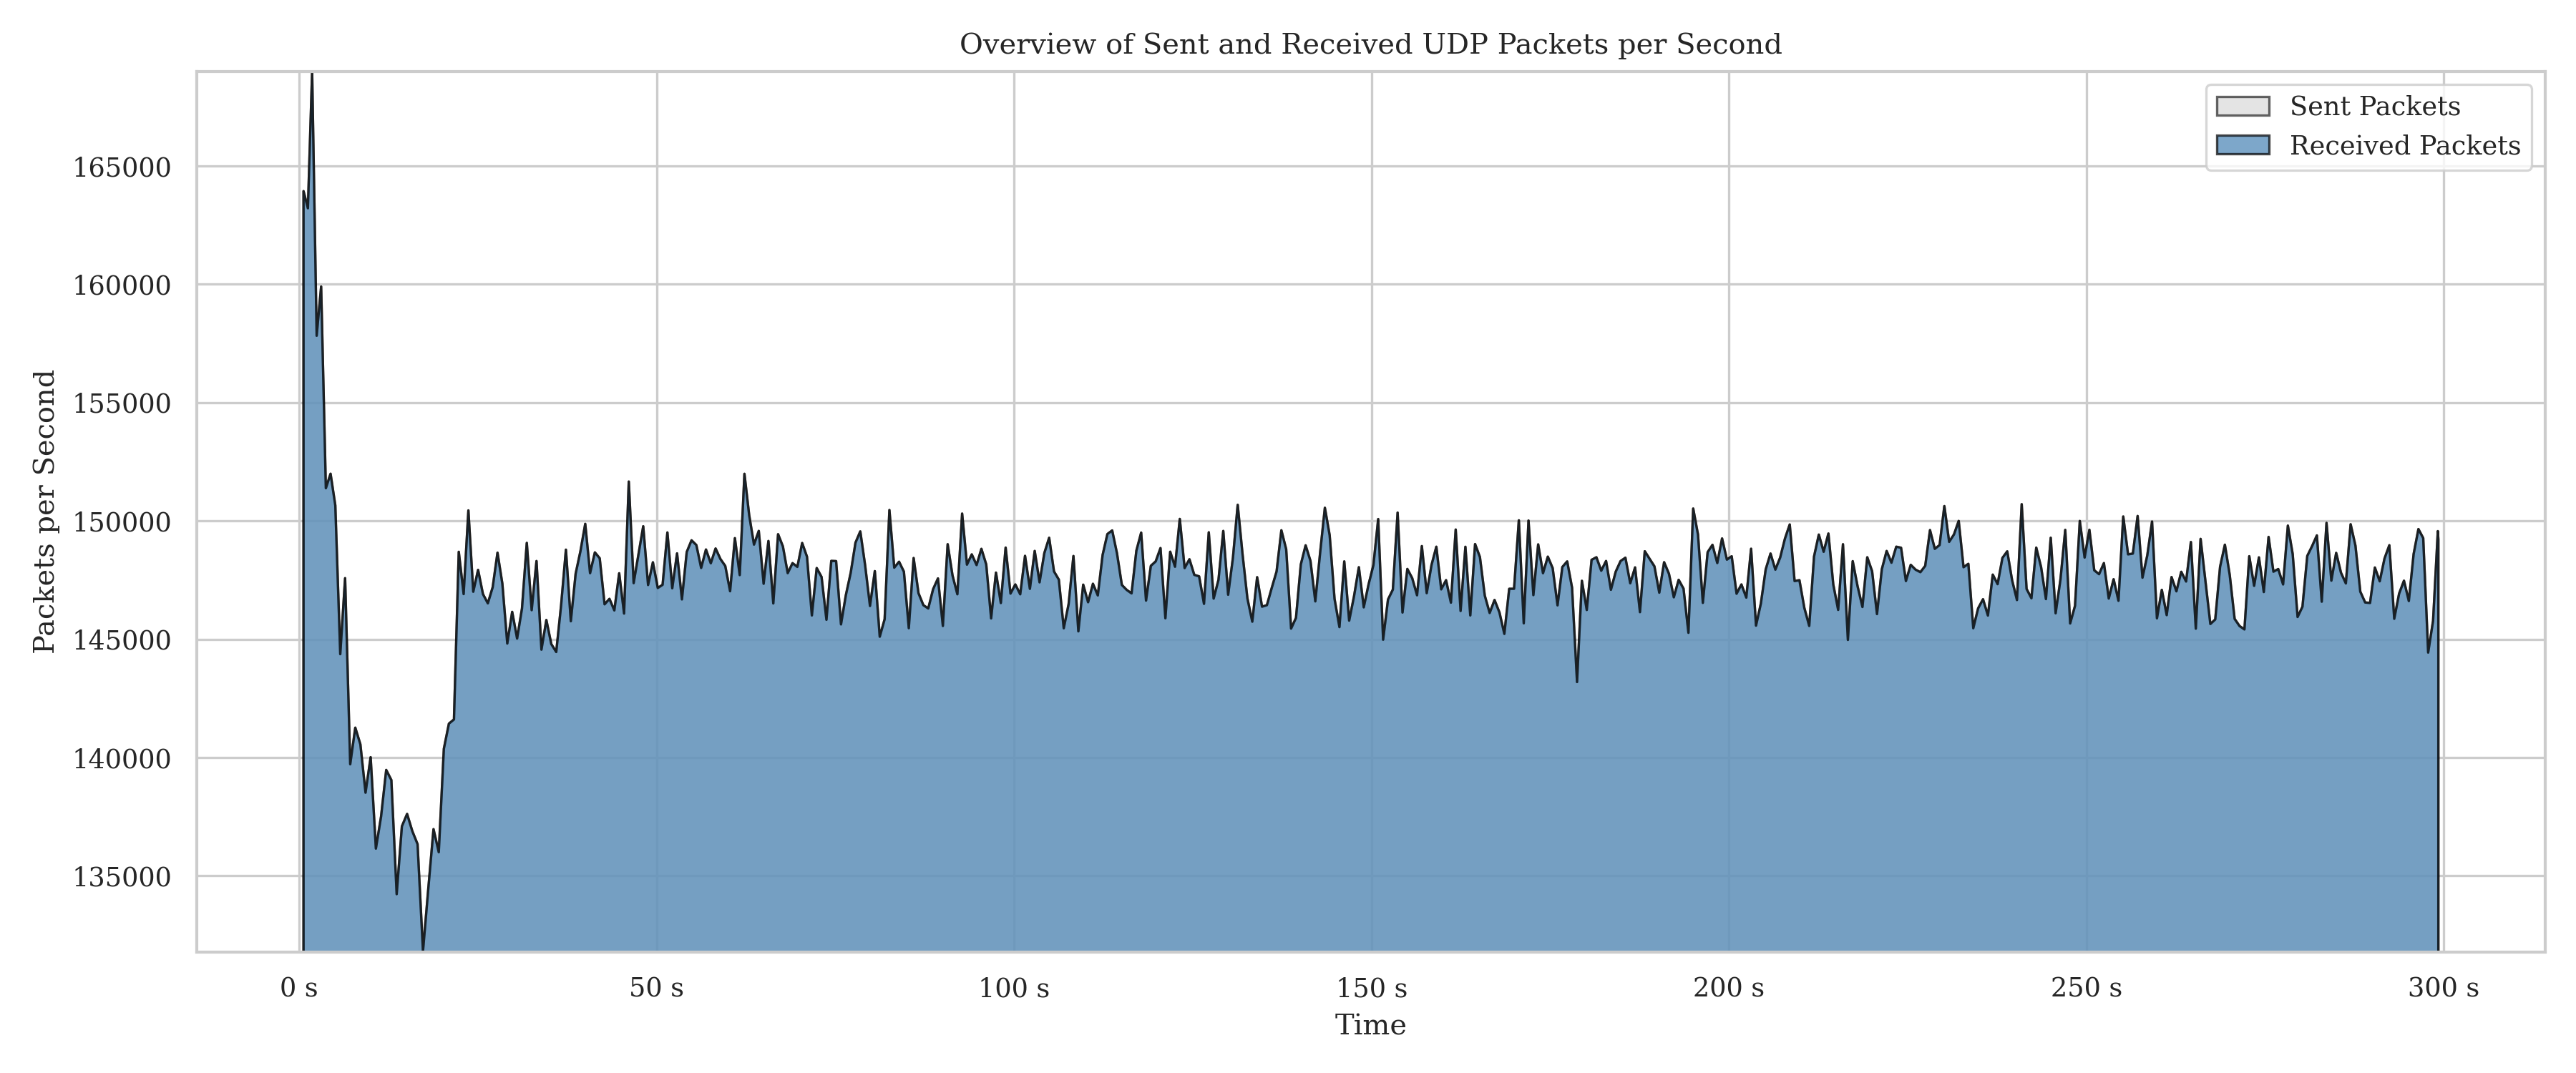 Overview of Sent and Received UDP Packets per Second
Sent Packets
Received Packets
Packets per Second
165000
160000
155000
150000
145000
140000
135000
0 s
50 s
100 s
150 s
200 s
250 s
300 s
Time